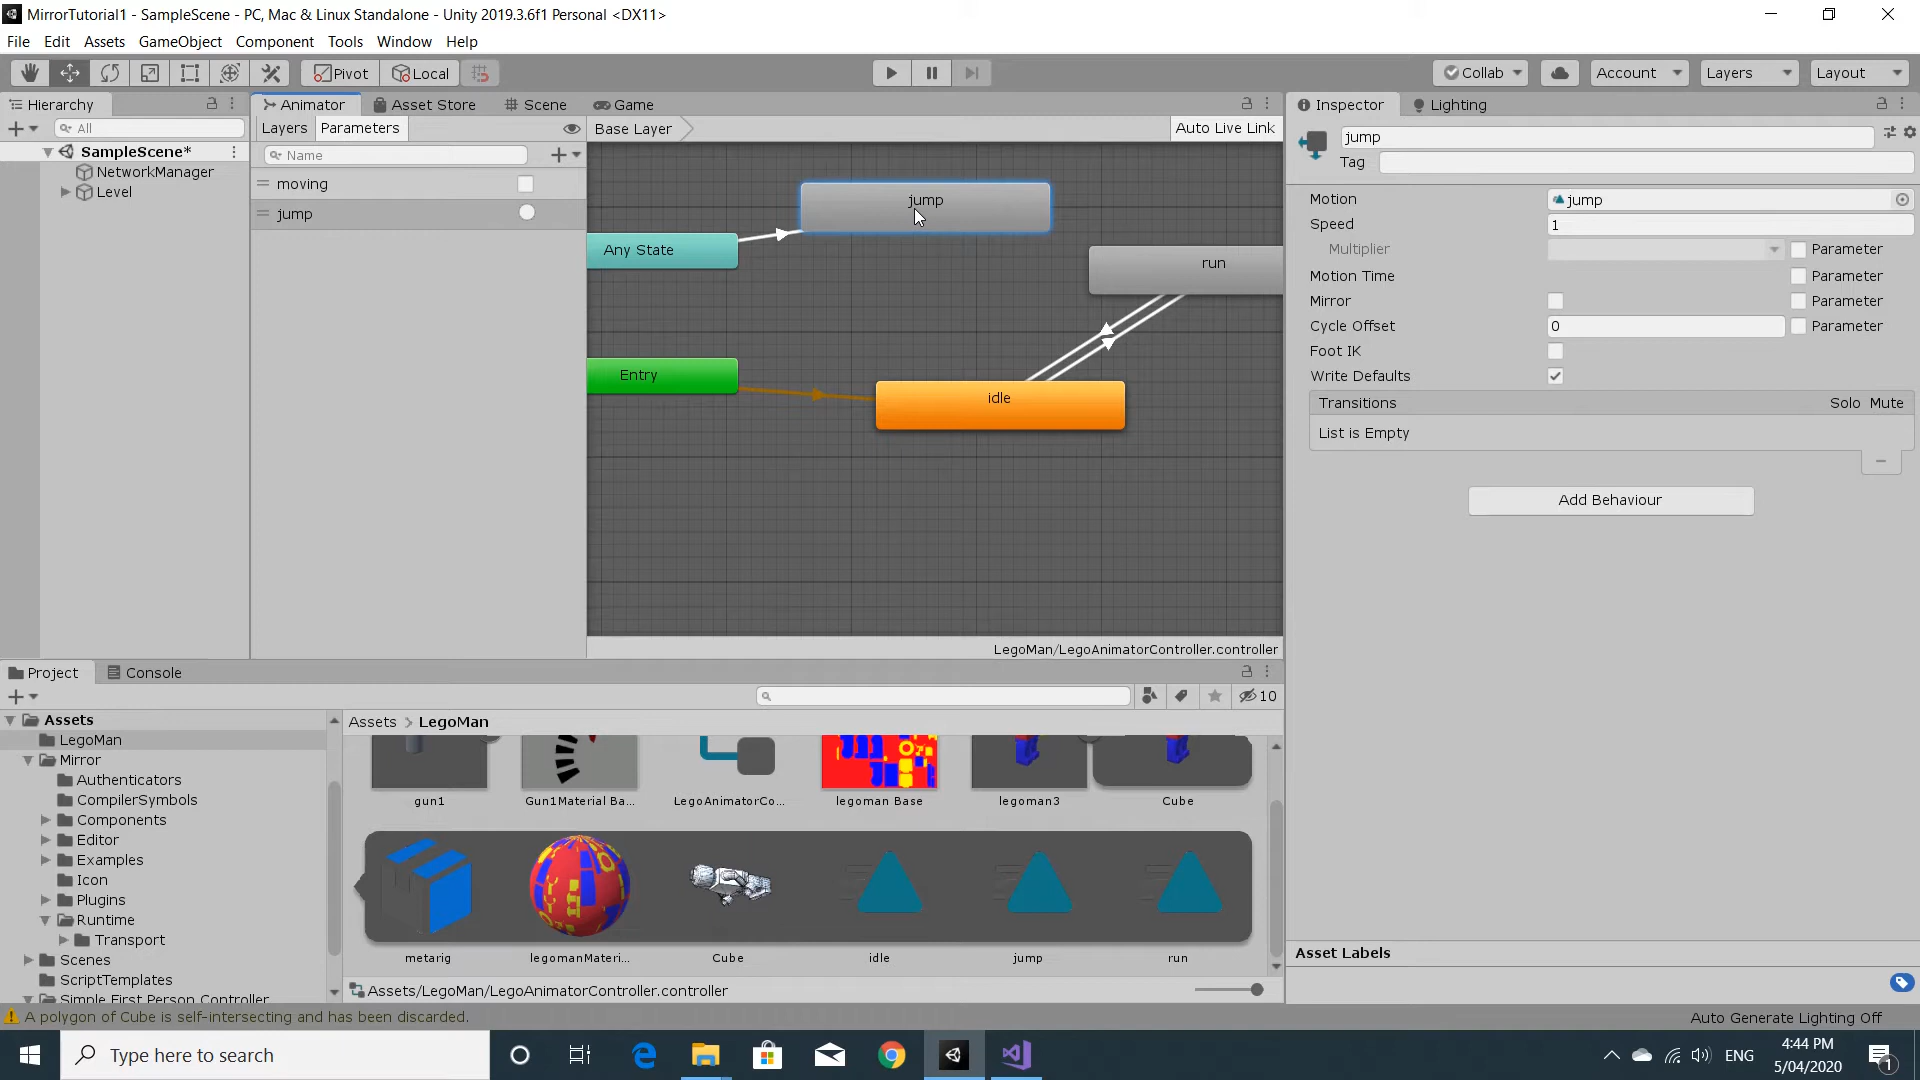 MirrorTutorial1 - SampleScene - PC, Mac & Linux Standalone - Unity 2019.3.6f1 Personal <DX11>
File Edit Assets GameObject Component Tools Window Help
Pivot Local Collab Account Layers Layout
Hierarchy
All
SampleScene*
NetworkManager
Level
Animator Asset Store Scene Game
Layers Parameters Base Layer Auto Live Link
Name
moving
jump
jump
Any State
run
Entry
idle
LegoMan/LegoAnimatorController.controller
Inspector Lighting
jump
Tag
Motion jump
Speed 1
Multiplier Parameter
Motion Time Parameter
Mirror Parameter
Cycle Offset 0 Parameter
Foot IK
Write Defaults
Transitions Solo Mute
List is Empty
Add Behaviour
Asset Labels
Project Console
10
Assets
LegoMan
Mirror
Authenticators
CompilerSymbols
Components
Editor
Examples
Icon
Plugins
Runtime
Transport
Scenes
ScriptTemplates
Simple First Person Controller
Assets > LegoMan
gun1 Gun1Material Ba... LegoAnimatorCo... legoman Base legoman3 Cube
metarig legomanMateri... Cube idle jump run
Assets/LegoMan/LegoAnimatorController.controller
A polygon of Cube is self-intersecting and has been discarded.
Auto Generate Lighting Off
Type here to search
ENG
4:44 PM
5/04/2020
1